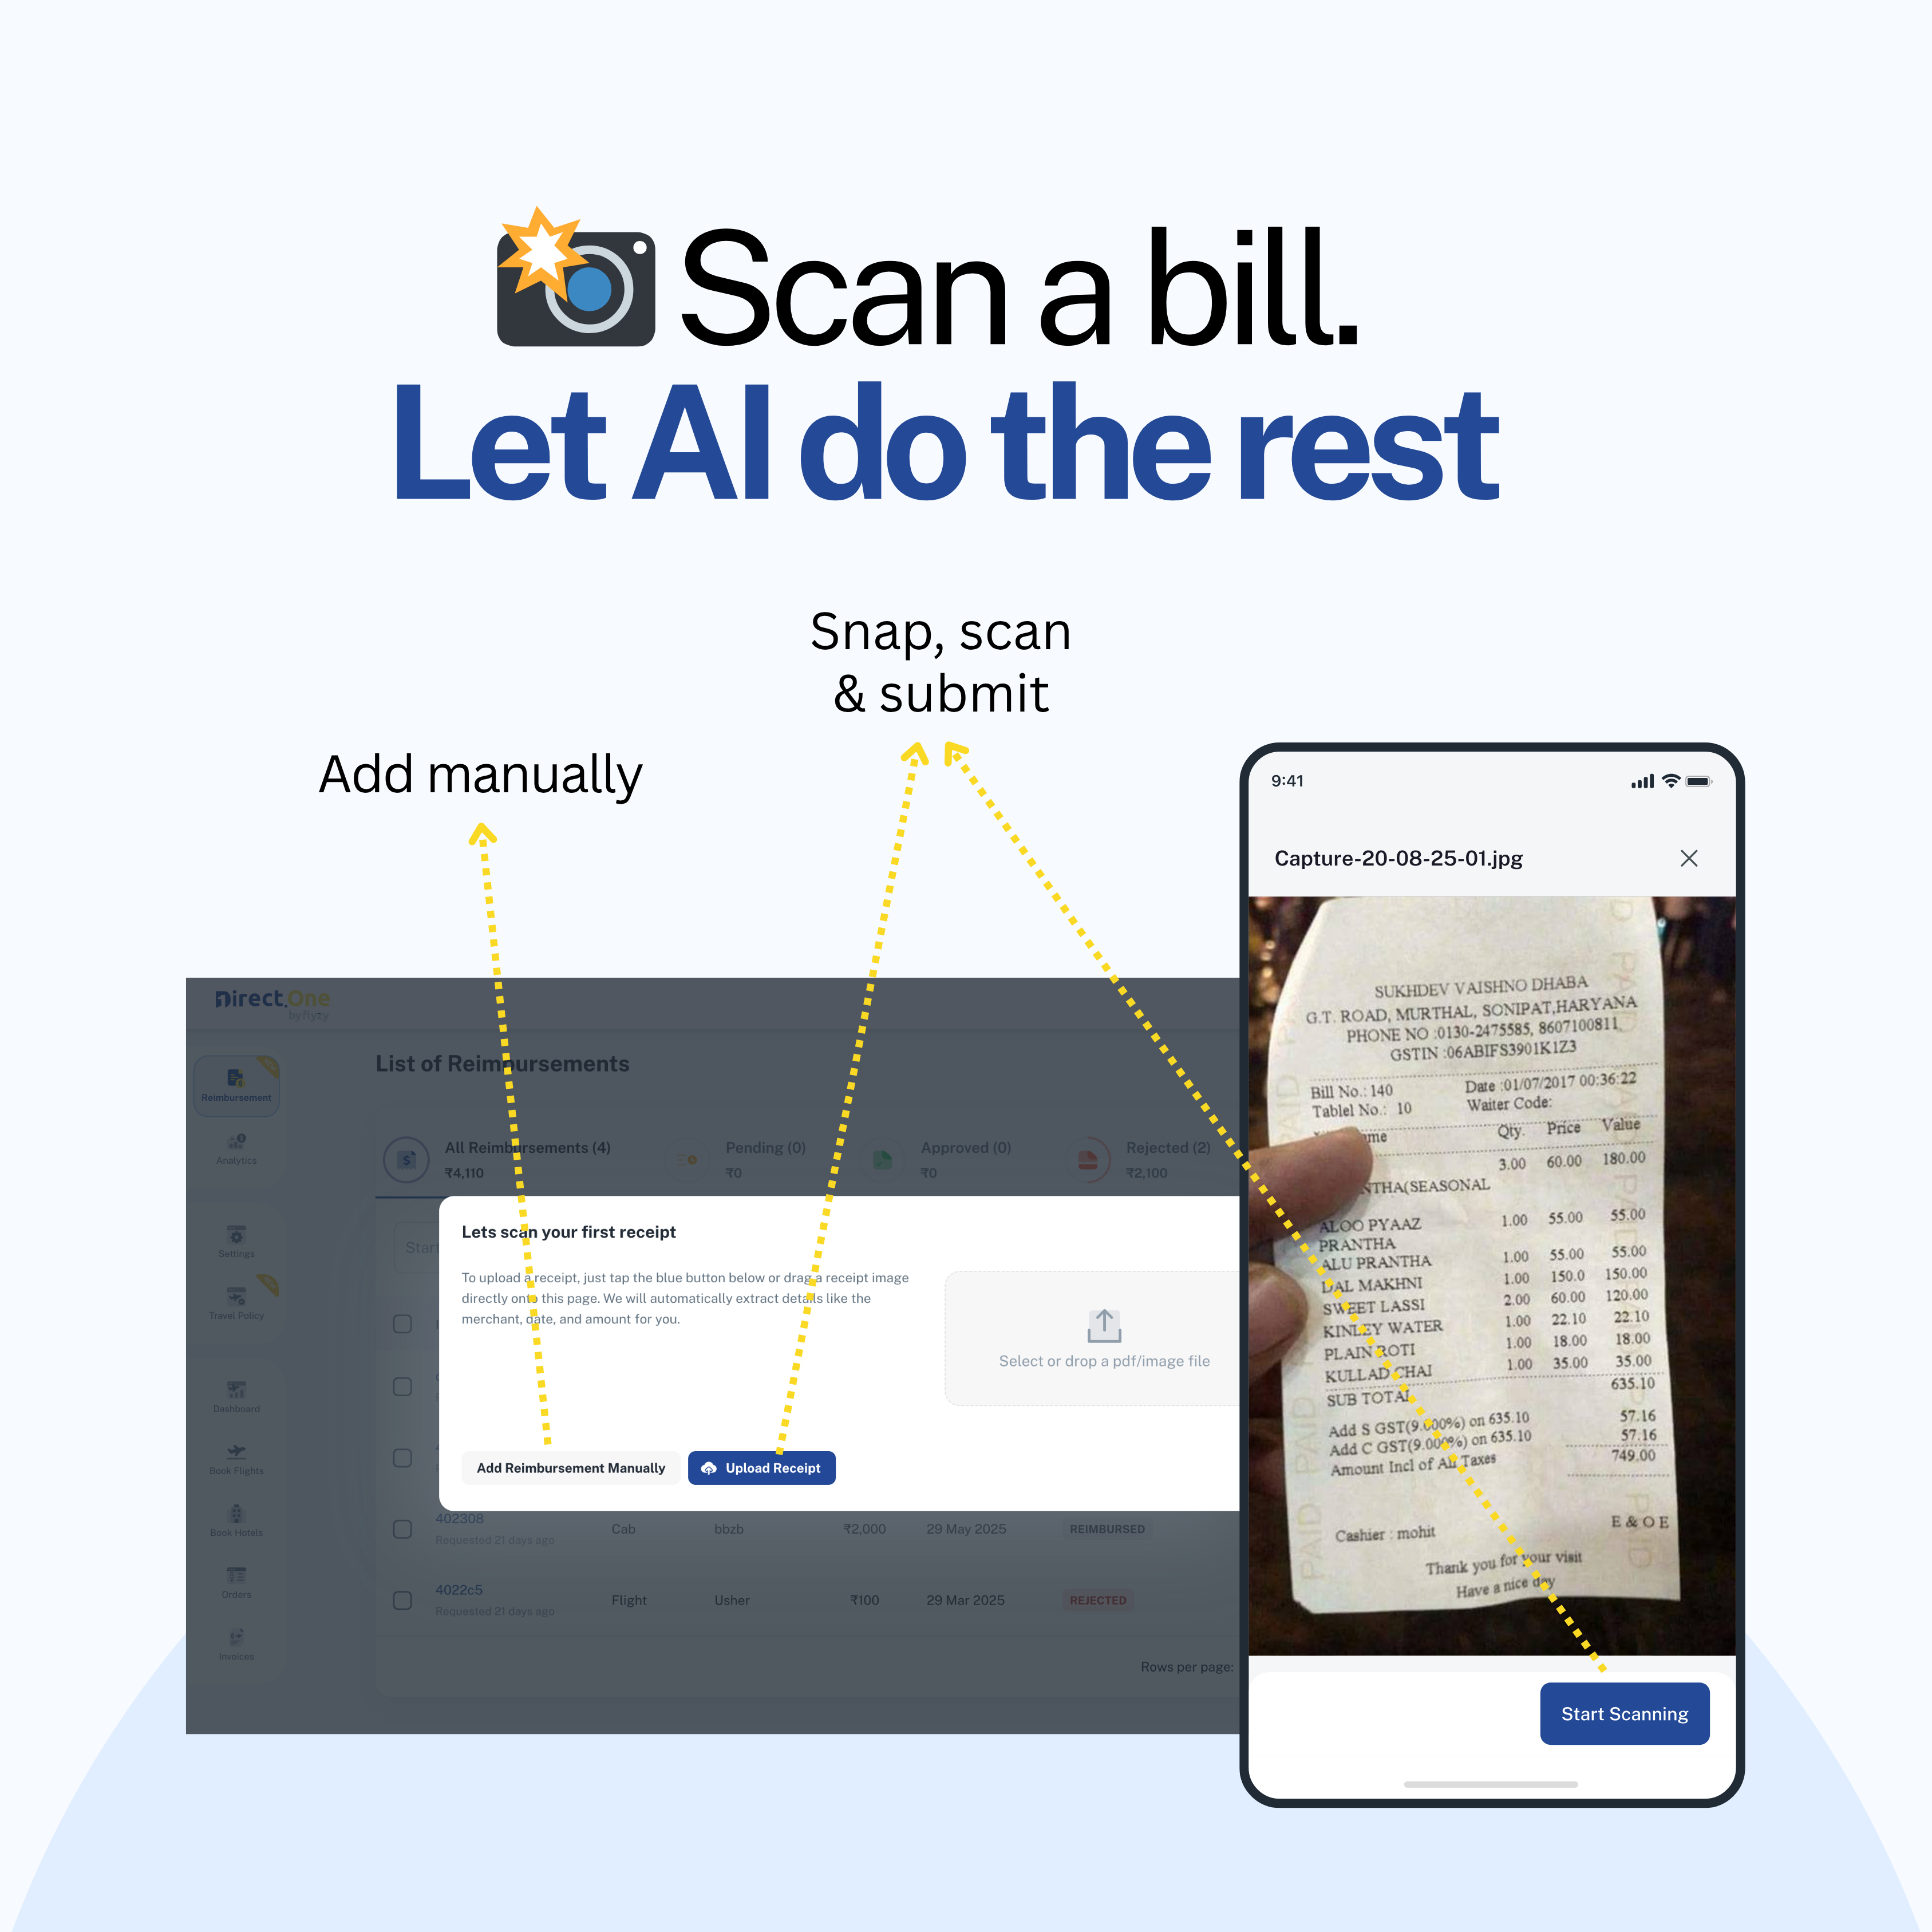 Scan a bill.
Let AI do the rest
Snap, scan
& submit
Add manually
Direct.One
by flyzy
Reimbursement
Analytics
Settings
Travel Policy
Dashboard
Book Flights
Book Hotels
Orders
Invoices
List of Reimbursements
All Reimbursements (4)
₹4,110
Pending (0)
₹0
Approved (0)
₹0
Rejected (2)
₹2,100
Start
Lets scan your first receipt
To upload a receipt, just tap the blue button below or drag a receipt image
directly onto this page. We will automatically extract details like the
merchant, date, and amount for you.
Select or drop a pdf/image file
Add Reimbursement Manually
Upload Receipt
402308 Cab bbzb ₹2,000 29 May 2025 REIMBURSED
Requested 21 days ago
4022c5 Flight Usher ₹100 29 Mar 2025 REJECTED
Requested 21 days ago
Rows per page:
9:41
Capture-20-08-25-01.jpg
SUKHDEV VAISHNO DHABA
G.T. ROAD, MURTHAL, SONIPAT,HARYANA
PHONE NO :0130-2475585, 8607100811
GSTIN :06ABIFS3901K1Z3
Bill No.: 140 Date :01/07/2017 00:36:22
Tablel No.: 10 Waiter Code:
Qty. Price Value
3.00 60.00 180.00
NTHA(SEASONAL
ALOO PYAAZ 1.00 55.00 55.00
PRANTHA
ALU PRANTHA 1.00 55.00 55.00
DAL MAKHNI 1.00 150.0 150.00
SWEET LASSI 2.00 60.00 120.00
KINLEY WATER 1.00 22.10 22.10
PLAIN ROTI 1.00 18.00 18.00
KULLAD CHAI 1.00 35.00 35.00
SUB TOTAL 635.10
Add S GST(9.000%) on 635.10 57.16
Add C GST(9.000%) on 635.10 57.16
Amount Incl of All Taxes 749.00
E & O E
Cashier : mohit
Thank you for your visit
Have a nice day
Start Scanning